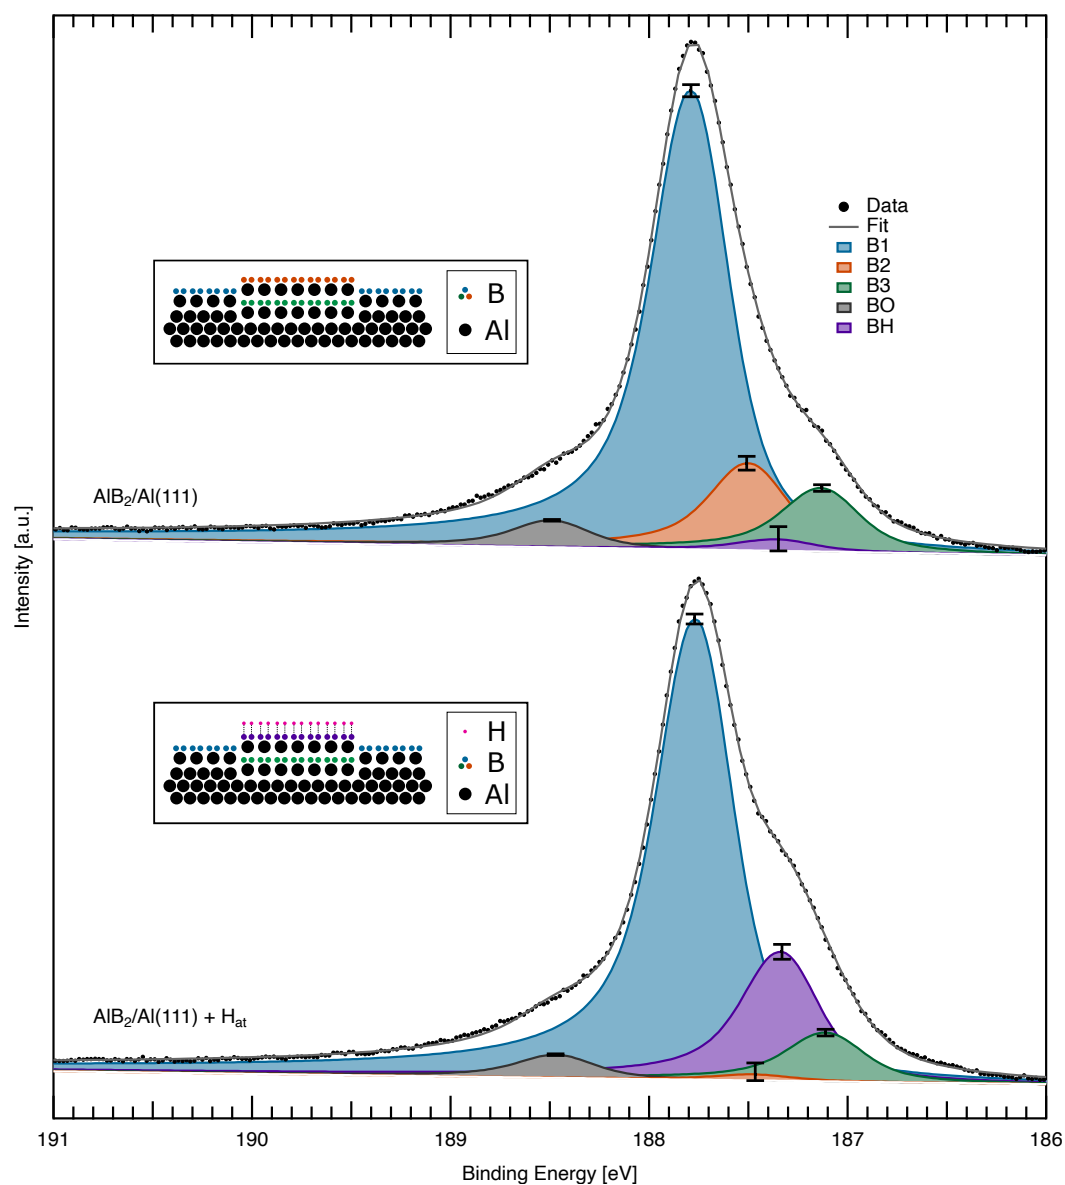 Data
Fit
B1
B2
B3
BO
BH
B
Al
AlB₂/Al(111)
Intensity [a.u.]
H
B
Al
AlB₂/Al(111) + Hₐₜ
191 190 189 188 187 186
Binding Energy [eV]